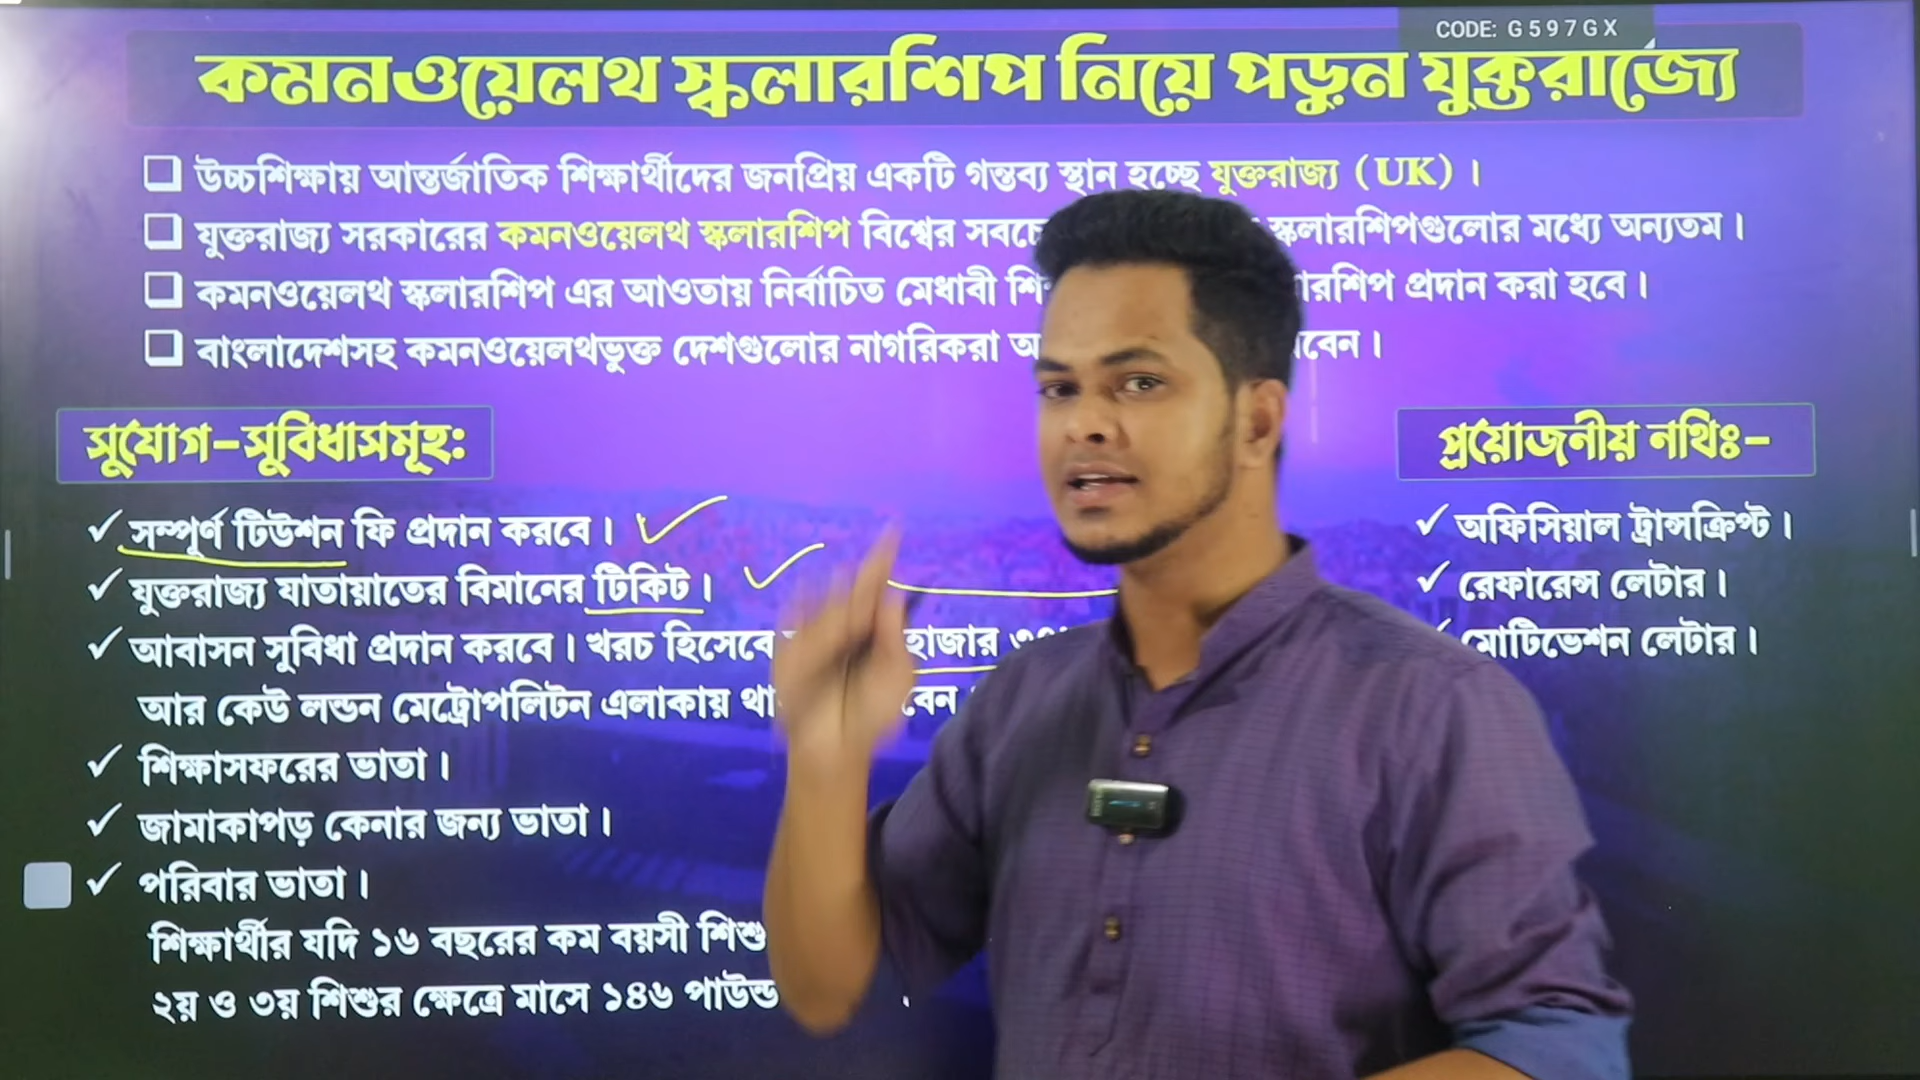 CODE: G597GX
কমনওয়েলথ স্কলারশিপ নিয়ে পড়ুন যুক্তরাজ্যে
উচ্চশিক্ষায় আন্তর্জাতিক শিক্ষার্থীদের জনপ্রিয় একটি গন্তব্য স্থান হচ্ছে যুক্তরাজ্য (UK)।
যুক্তরাজ্য সরকারের কমনওয়েলথ স্কলারশিপ বিশ্বের স্কলারশিপগুলোর মধ্যে অন্যতম।
কমনওয়েলথ স্কলারশিপ এর আওতায় নির্বাচিত মেধাবী প্রদান করা হবে।
বাংলাদেশসহ কমনওয়েলথভুক্ত দেশগুলোর নাগরিকরা
সুযোগ-সুবিধাসমূহ:
সম্পূর্ণ টিউশন ফি প্রদান করবে।
যুক্তরাজ্য যাতায়াতের বিমানের টিকিট।
আবাসন সুবিধা প্রদান করবে। খরচ হিসেবে হাজার
আর কেউ লন্ডন মেট্রোপলিটন এলাকায়
শিক্ষাসফরের ভাতা।
জামাকাপড় কেনার জন্য ভাতা।
পরিবার ভাতা।
শিক্ষার্থীর যদি ১৬ বছরের কম বয়সী শিশু
২য় ও ৩য় শিশুর ক্ষেত্রে মাসে ১৪৬ পাউন্ড
প্রয়োজনীয় নথিঃ-
অফিসিয়াল ট্রান্সক্রিপ্ট।
রেফারেন্স লেটার।
মোটিভেশন লেটার।